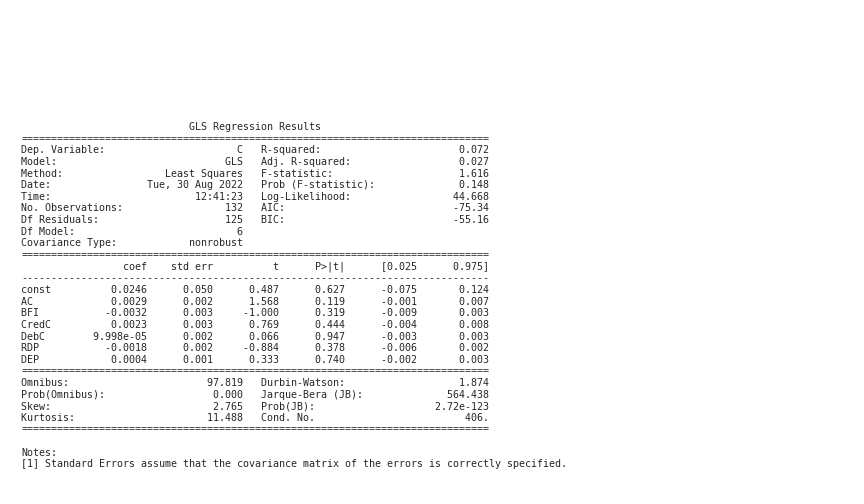 GLS Regression Results
==============================================================================
Dep. Variable:                      C   R-squared:                       0.072
Model:                            GLS   Adj. R-squared:                  0.027
Method:                 Least Squares   F-statistic:                     1.616
Date:                Tue, 30 Aug 2022   Prob (F-statistic):              0.148
Time:                        12:41:23   Log-Likelihood:                 44.668
No. Observations:                 132   AIC:                            -75.34
Df Residuals:                     125   BIC:                            -55.16
Df Model:                           6
Covariance Type:            nonrobust
==============================================================================
                 coef    std err          t      P>|t|      [0.025      0.975]
------------------------------------------------------------------------------
const          0.0246      0.050      0.487      0.627      -0.075       0.124
AC             0.0029      0.002      1.568      0.119      -0.001       0.007
BFI           -0.0032      0.003     -1.000      0.319      -0.009       0.003
CredC          0.0023      0.003      0.769      0.444      -0.004       0.008
DebC        9.998e-05      0.002      0.066      0.947      -0.003       0.003
RDP           -0.0018      0.002     -0.884      0.378      -0.006       0.002
DEP            0.0004      0.001      0.333      0.740      -0.002       0.003
==============================================================================
Omnibus:                       97.819   Durbin-Watson:                   1.874
Prob(Omnibus):                  0.000   Jarque-Bera (JB):              564.438
Skew:                           2.765   Prob(JB):                    2.72e-123
Kurtosis:                      11.488   Cond. No.                         406.
==============================================================================

Notes:
[1] Standard Errors assume that the covariance matrix of the errors is correctly specified.